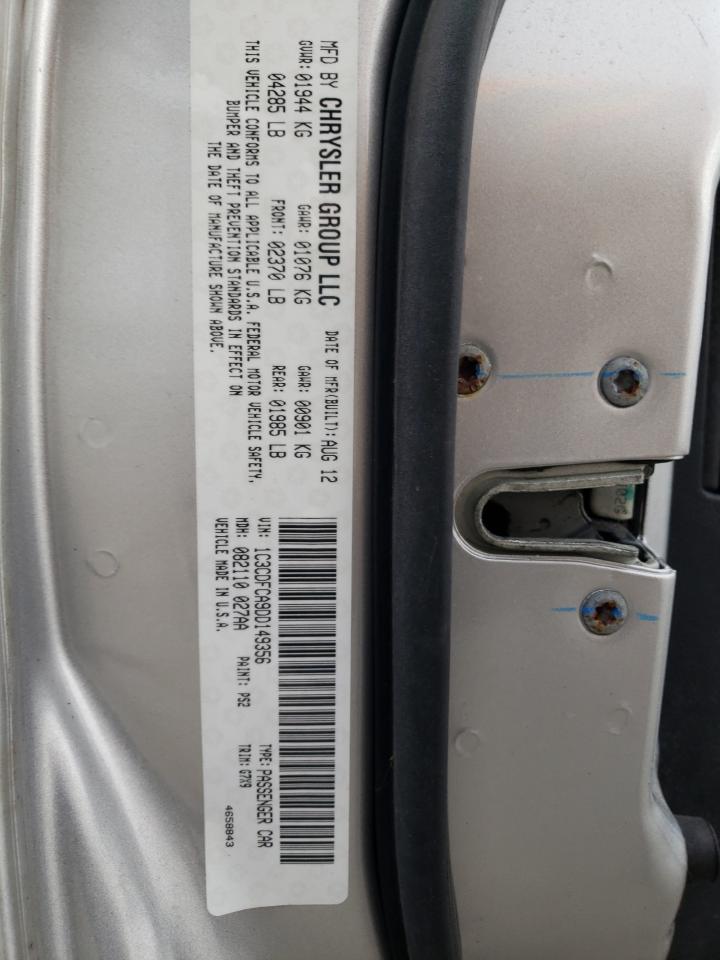 MFD BY CHRYSLER GROUP LLC DATE OF MFR(BUILT): AUG 12
GVWR: 01944 KG GAWR: 01076 KG GAWR: 00901 KG
04285 LB FRONT: 02370 LB REAR: 01985 LB
THIS VEHICLE CONFORMS TO ALL APPLICABLE U.S.A. FEDERAL MOTOR VEHICLE SAFETY,
BUMPER AND THEFT PREVENTION STANDARDS IN EFFECT ON
THE DATE OF MANUFACTURE SHOWN ABOVE.
VIN: 1C3CDFCA9DD149356 TYPE: PASSENGER CAR
MDH: 082110 027AA PAINT: PS2 TRIM: G7X9
VEHICLE MADE IN U.S.A. 4658843